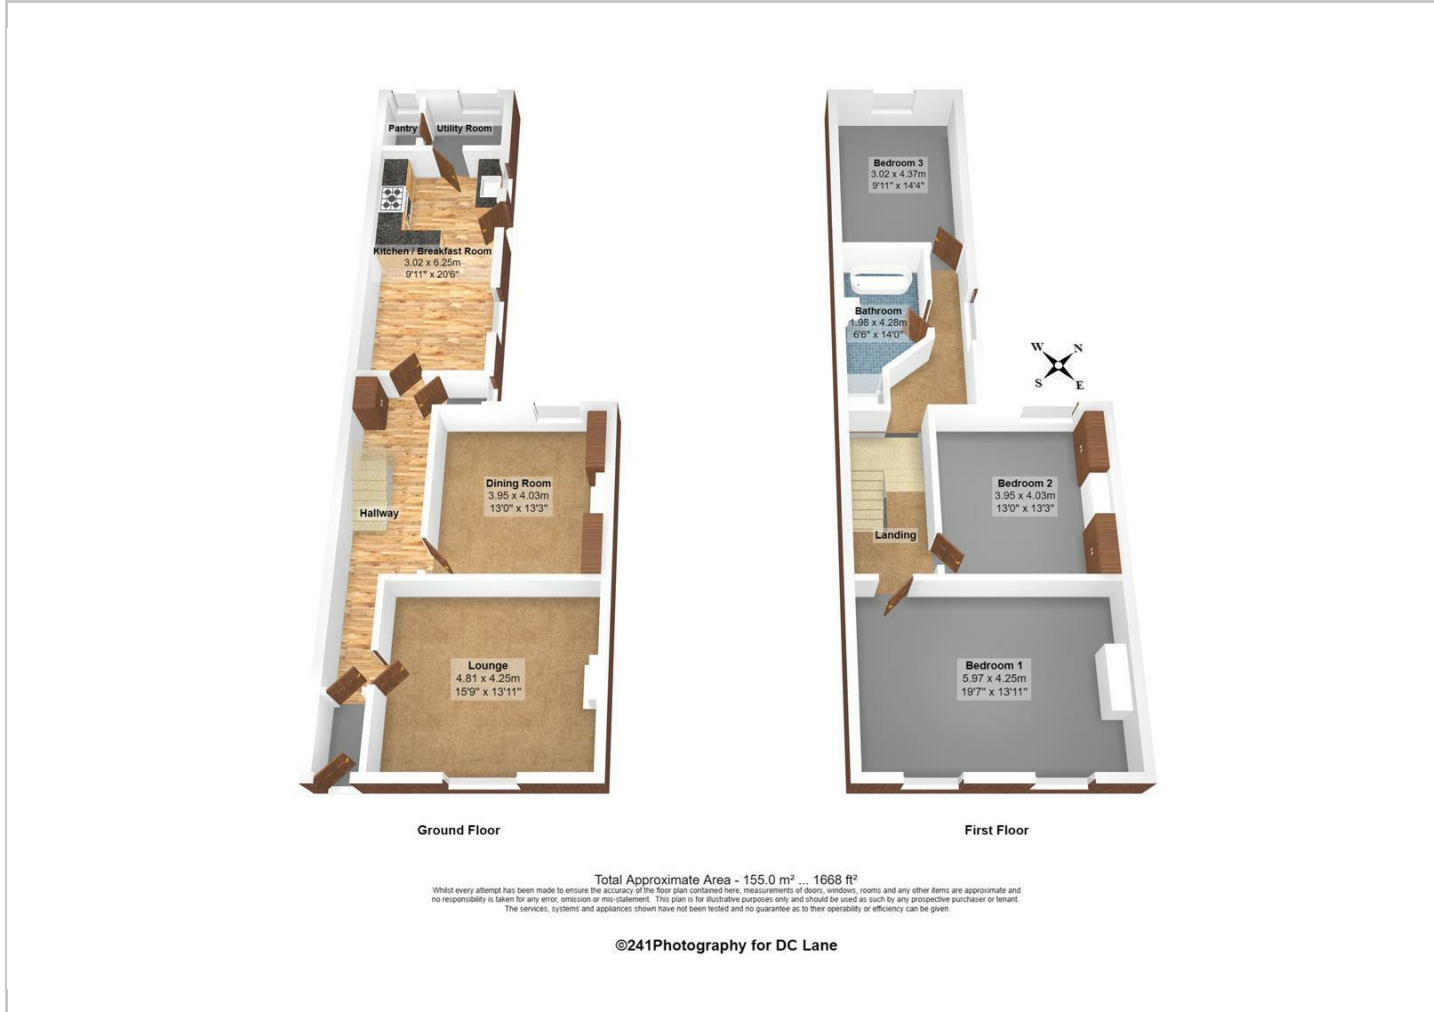 Pantry
Utility Room
Kitchen / Breakfast Room
3.02 x 6.25m
9'11" x 20'6"
Dining Room
3.95 x 4.03m
13'0" x 13'3"
Hallway
Lounge
4.81 x 4.25m
15'9" x 13'11"
Ground Floor
Bedroom 3
3.02 x 4.37m
9'11" x 14'4"
Bathroom
1.98 x 4.28m
6'6" x 14'0"
W N
S E
Bedroom 2
3.95 x 4.03m
13'0" x 13'3"
Landing
Bedroom 1
5.97 x 4.25m
19'7" x 13'11"
First Floor
Total Approximate Area - 155.0 m² ... 1668 ft²
Whilst every attempt has been made to ensure the accuracy of the floor plan contained here, measurements of doors, windows, rooms and any other items are approximate and
no responsibility is taken for any error, omission or mis-statement. This plan is for illustrative purposes only and should be used as such by any prospective purchaser or tenant.
The services, systems and appliances shown have not been tested and no guarantee as to their operability or efficiency can be given.
©241Photography for DC Lane